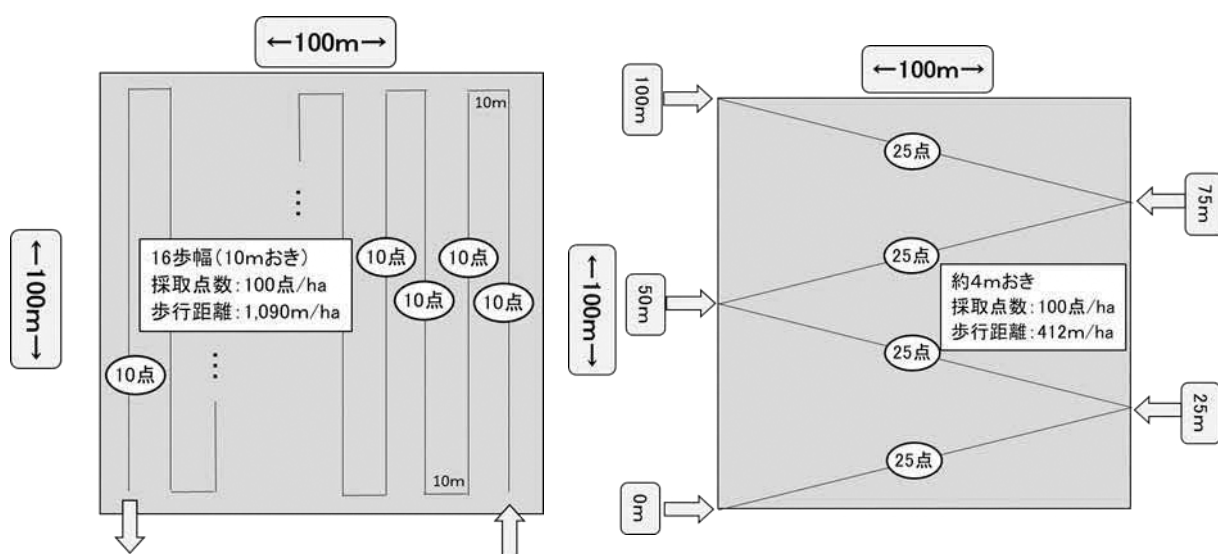 ←100m→
10m
←100m→
16歩幅(10mおき)
採取点数:100点/ha
歩行距離:1,090m/ha
10点
10点
10点
10点
10点
10m
⋮
⋮
←100m→
100m
25点
75m
25点
←100m→
50m
約4mおき
採取点数:100点/ha
歩行距離:412m/ha
25点
25m
25点
0m